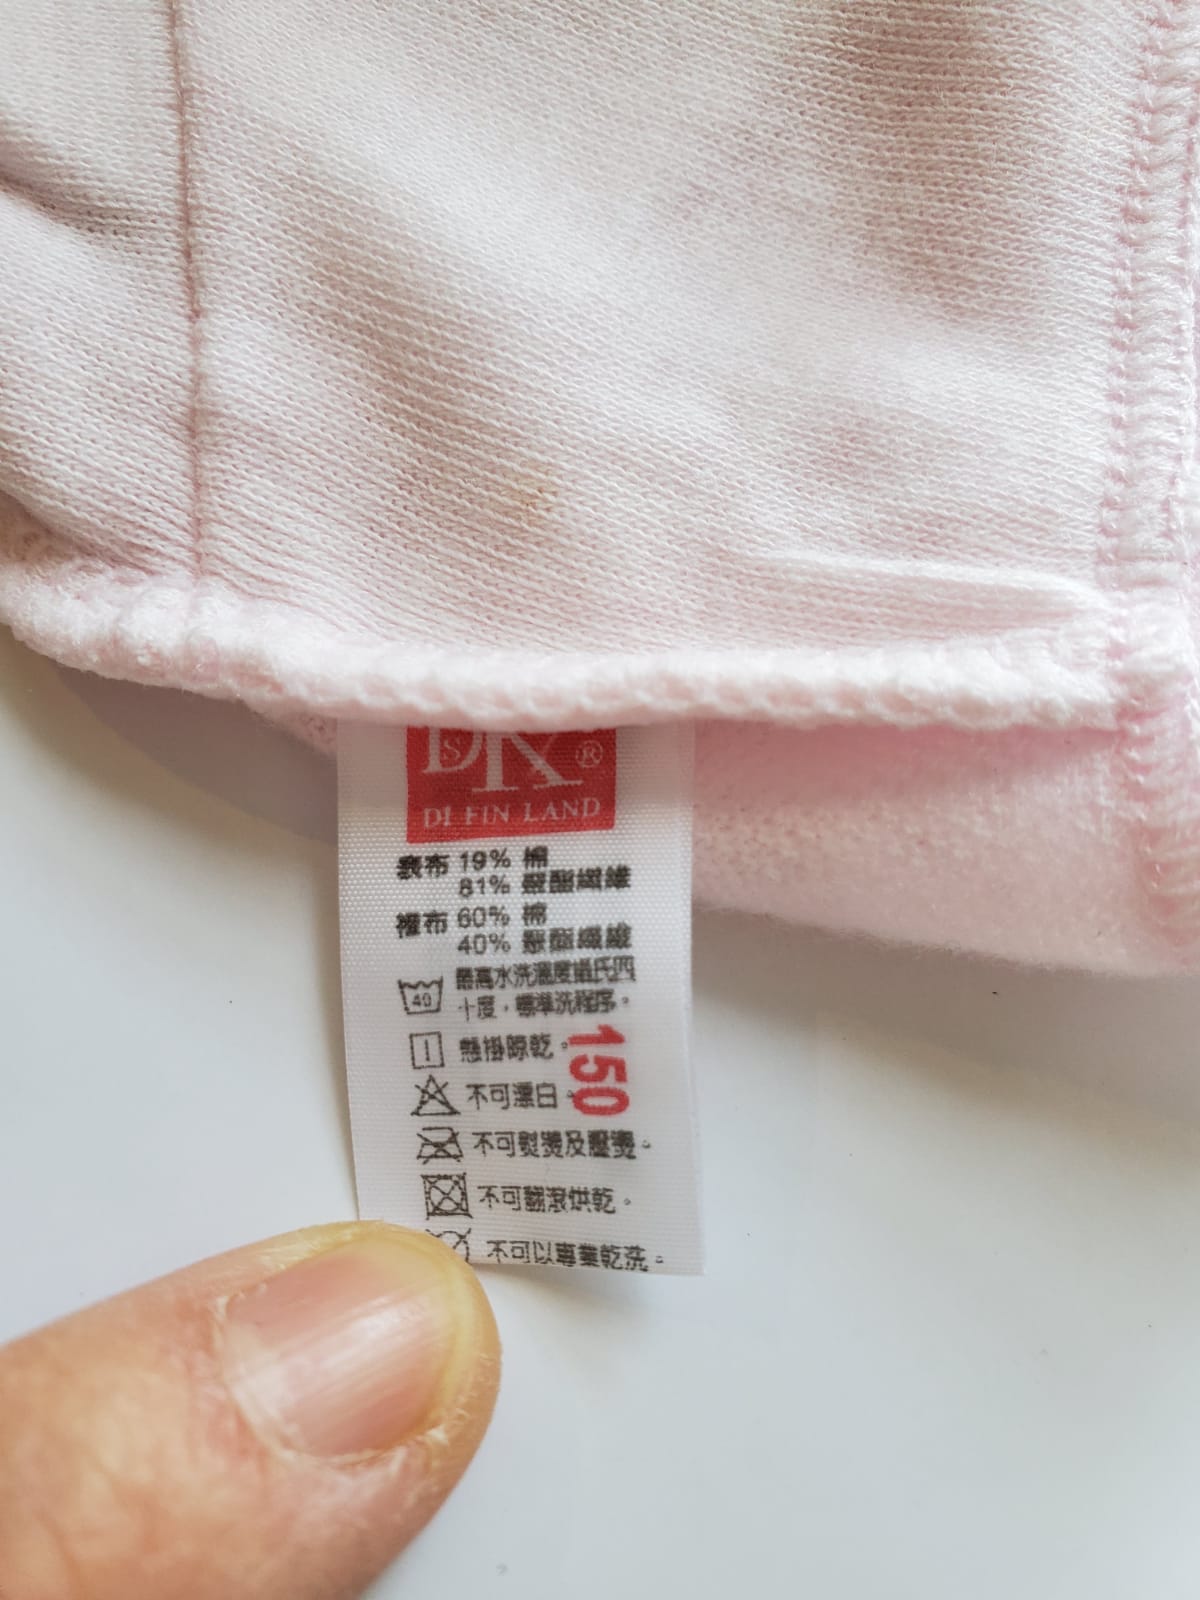 DSK®
DI FIN LAND
表布 19% 棉
81% 聚酯纖維
裡布 60% 棉
40% 聚酯纖維
40 最高水洗溫度攝氏四
十度，標準洗程序。
懸掛晾乾。
150
不可漂白。
不可熨燙及壓燙。
不可翻滾烘乾。
不可以專業乾洗。